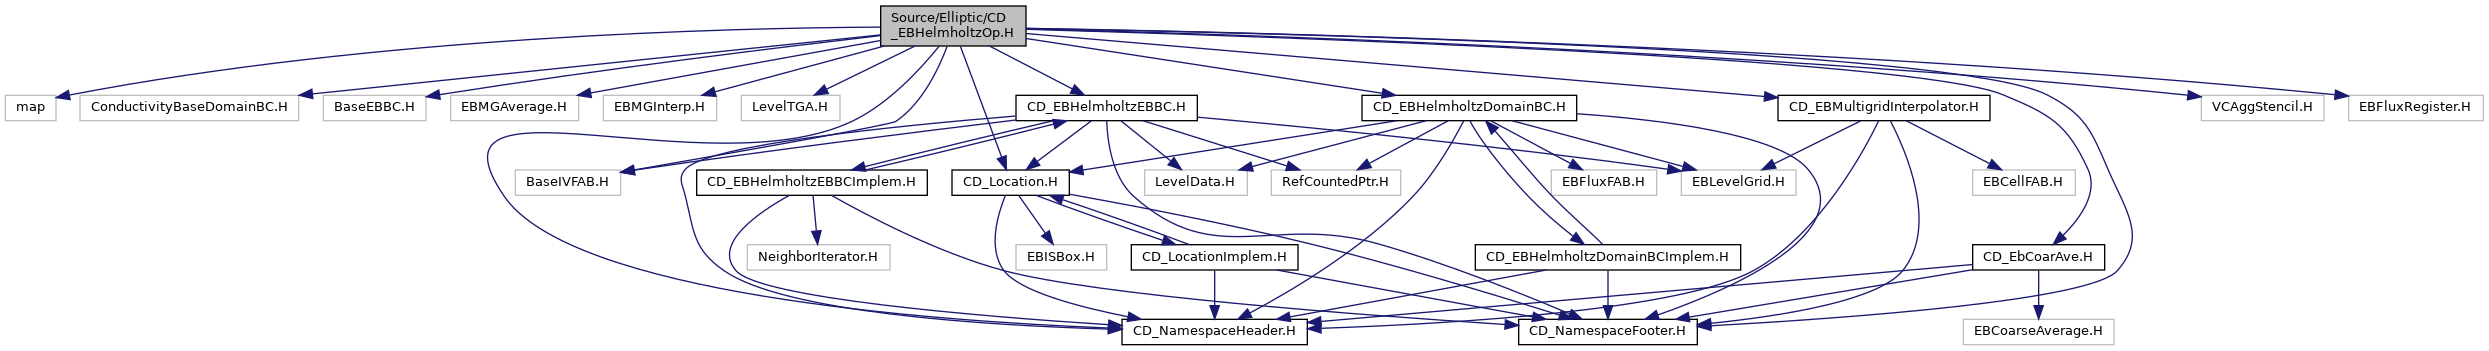 Source/Elliptic/CD
_EBHelmholtzOp.H
map
ConductivityBaseDomainBC.H
BaseEBBC.H
EBMGAverage.H
EBMGInterp.H
LevelTGA.H
CD_EBHelmholtzEBBC.H
CD_EBHelmholtzDomainBC.H
CD_EBMultigridInterpolator.H
VCAggStencil.H
EBFluxRegister.H
BaseIVFAB.H
CD_EBHelmholtzEBBCImplem.H
CD_Location.H
LevelData.H
RefCountedPtr.H
EBFluxFAB.H
EBLevelGrid.H
EBCellFAB.H
NeighborIterator.H
EBISBox.H
CD_LocationImplem.H
CD_EBHelmholtzDomainBCImplem.H
CD_EbCoarAve.H
CD_NamespaceHeader.H
CD_NamespaceFooter.H
EBCoarseAverage.H